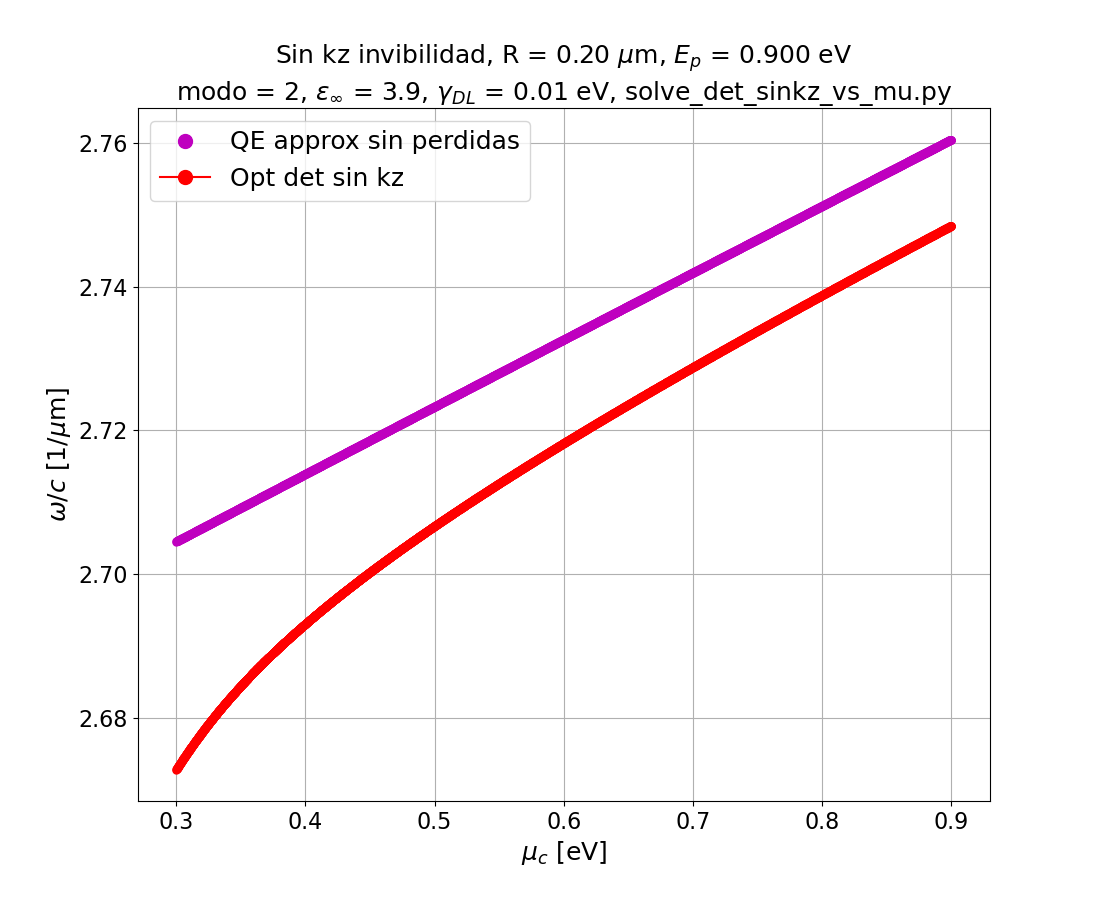 Sin kz invibilidad, R = 0.20 μm, E_p = 0.900 eV
modo = 2, ε_∞ = 3.9, γ_DL = 0.01 eV, solve_det_sinkz_vs_mu.py
QE approx sin perdidas
Opt det sin kz
2.76
2.74
2.72
2.70
2.68
ω/c [1/μm]
0.3 0.4 0.5 0.6 0.7 0.8 0.9
μ_c [eV]